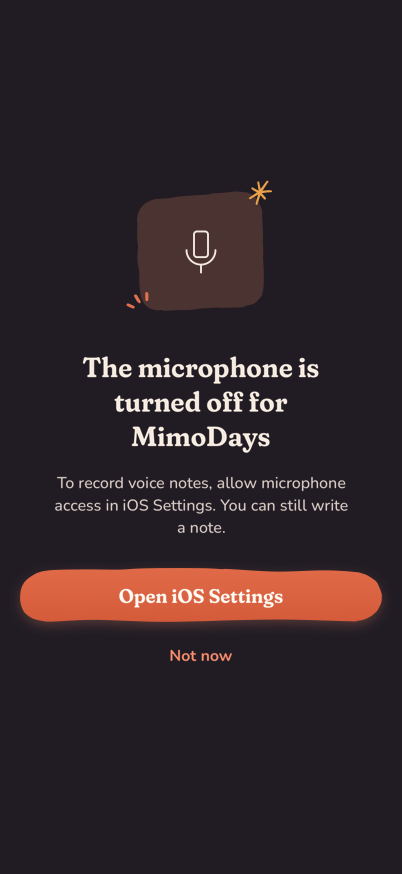 The microphone is
turned off for
MimoDays
To record voice notes, allow microphone
access in iOS Settings. You can still write
a note.
Open iOS Settings
Not now